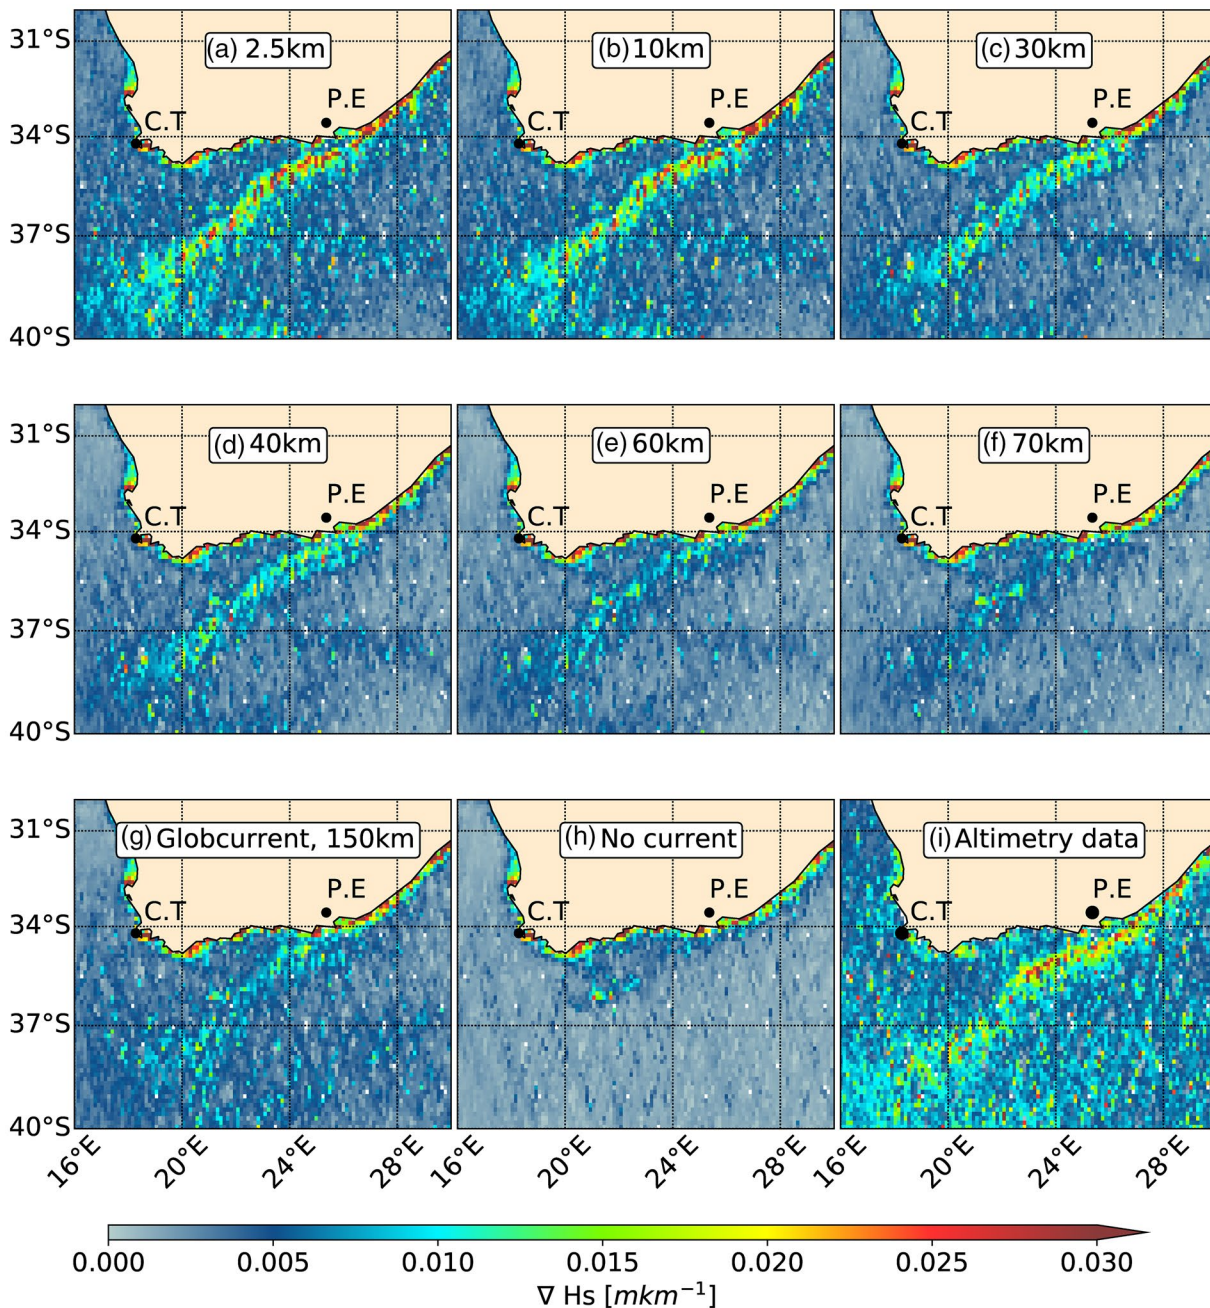 (a) 2.5km
(b) 10km
(c) 30km
31°S
34°S
37°S
40°S
P.E
C.T
P.E
C.T
P.E
C.T
(d) 40km
(e) 60km
(f) 70km
31°S
34°S
37°S
40°S
P.E
C.T
P.E
C.T
P.E
C.T
(g) Globcurrent, 150km
(h) No current
(i) Altimetry data
31°S
34°S
37°S
40°S
P.E
C.T
P.E
C.T
P.E
C.T
16°E 20°E 24°E 28°E 16°E 20°E 24°E 28°E 16°E 20°E 24°E 28°E
0.000 0.005 0.010 0.015 0.020 0.025 0.030
∇ Hs [mkm⁻¹]